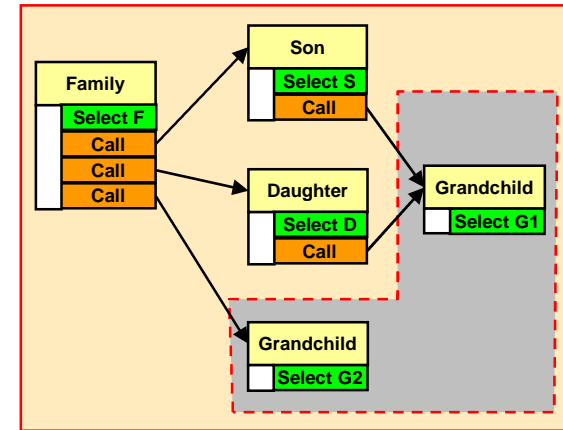 Family
Select F
Call
Call
Call
Son
Select S
Call
Daughter
Select D
Call
Grandchild
Select G1
Grandchild
Select G2